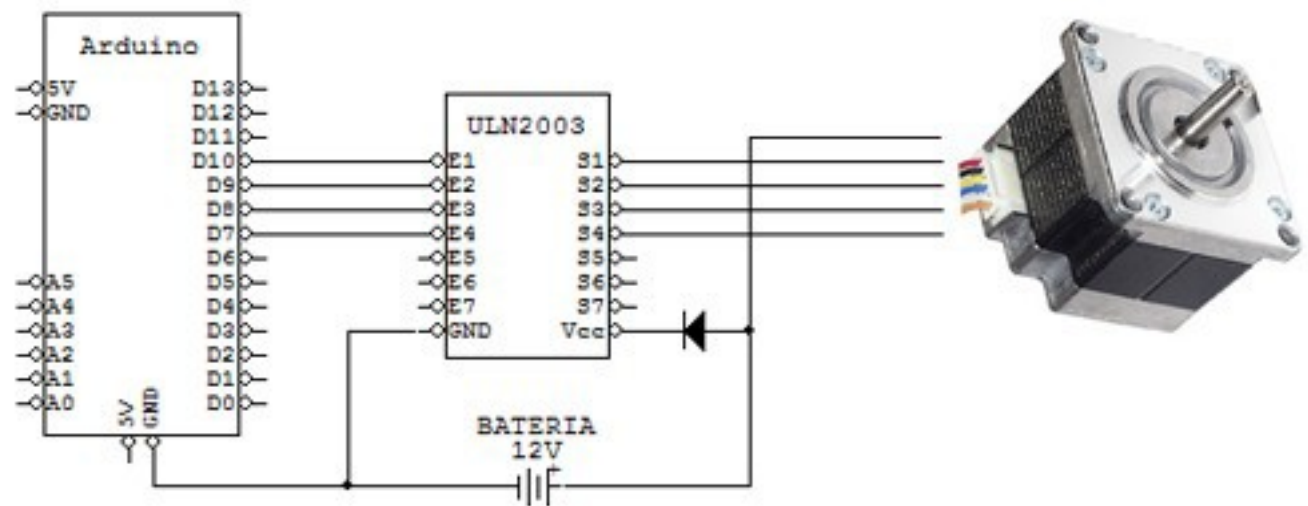 Arduino
5V
GND
D13
D12
D11
D10
D9
D8
D7
D6
D5
D4
D3
D2
D1
D0
A5
A4
A3
A2
A1
A0
5V
GND
ULN2003
E1
E2
E3
E4
E5
E6
E7
GND
S1
S2
S3
S4
S5
S6
S7
Vcc
BATERIA
12V
+